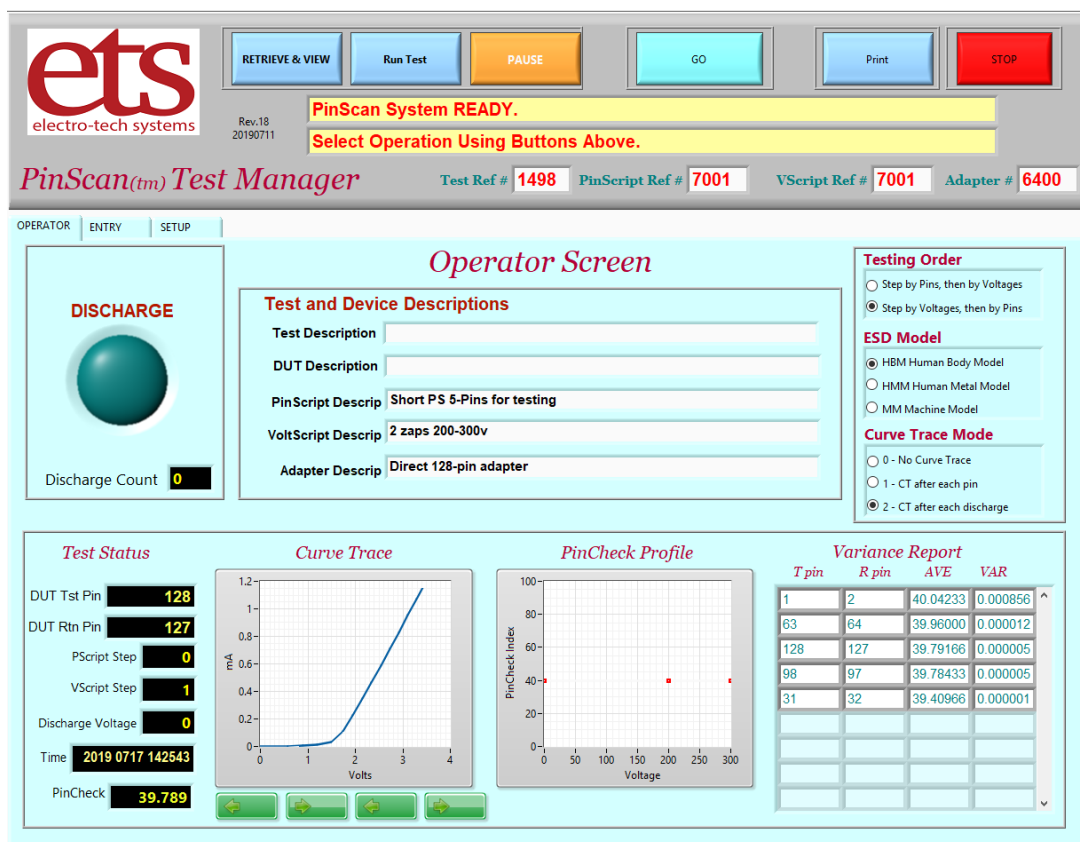 ets
electro-tech systems
RETRIEVE & VIEW
Run Test
PAUSE
GO
Print
STOP
Rev.18
20190711
PinScan System READY.
Select Operation Using Buttons Above.
PinScan(tm) Test Manager
Test Ref # 1498
PinScript Ref # 7001
VScript Ref # 7001
Adapter # 6400
OPERATOR
ENTRY
SETUP
DISCHARGE
Discharge Count 0
Operator Screen
Test and Device Descriptions
Test Description
DUT Description
PinScript Descrip Short PS 5-Pins for testing
VoltScript Descrip 2 zaps 200-300v
Adapter Descrip Direct 128-pin adapter
Testing Order
Step by Pins, then by Voltages
Step by Voltages, then by Pins
ESD Model
HBM Human Body Model
HMM Human Metal Model
MM Machine Model
Curve Trace Mode
0 - No Curve Trace
1 - CT after each pin
2 - CT after each discharge
Test Status
DUT Tst Pin 128
DUT Rtn Pin 127
PScript Step 0
VScript Step 1
Discharge Voltage 0
Time 2019 0717 142543
PinCheck 39.789
Curve Trace
1.2
1
0.8
0.6
0.4
0.2
0
mA
0 1 2 3 4
Volts
PinCheck Profile
100
80
60
40
20
0
PinCheck Index
0 50 100 150 200 250 300
Voltage
Variance Report
T pin R pin AVE VAR
1 2 40.04233 0.000856
63 64 39.96000 0.000012
128 127 39.79166 0.000005
98 97 39.78433 0.000005
31 32 39.40966 0.000001